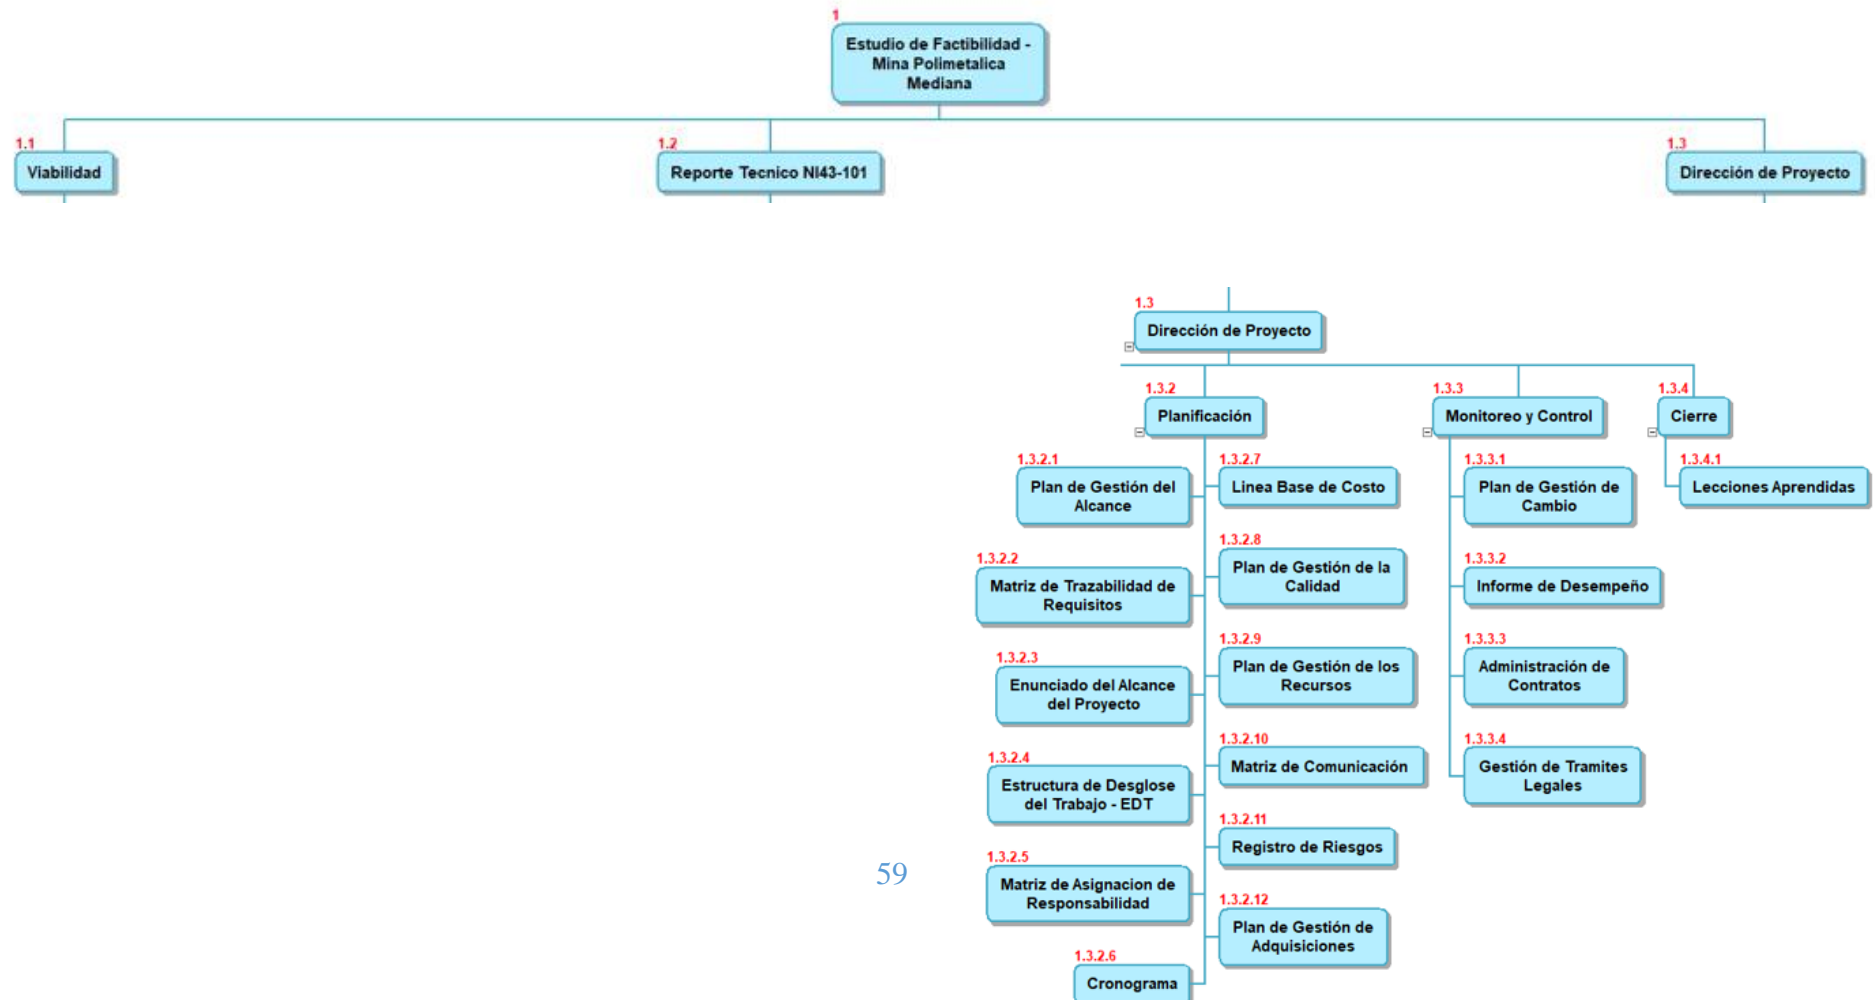 1
Estudio de Factibilidad -
Mina Polimetalica
Mediana
1.1
Viabilidad
1.2
Reporte Tecnico NI43-101
1.3
Dirección de Proyecto
1.3
Dirección de Proyecto
1.3.2
Planificación
1.3.2.1
Plan de Gestión del
Alcance
1.3.2.2
Matriz de Trazabilidad de
Requisitos
1.3.2.3
Enunciado del Alcance
del Proyecto
1.3.2.4
Estructura de Desglose
del Trabajo - EDT
1.3.2.5
Matriz de Asignacion de
Responsabilidad
1.3.2.6
Cronograma
1.3.2.7
Linea Base de Costo
1.3.2.8
Plan de Gestión de la
Calidad
1.3.2.9
Plan de Gestión de los
Recursos
1.3.2.10
Matriz de Comunicación
1.3.2.11
Registro de Riesgos
1.3.2.12
Plan de Gestión de
Adquisiciones
1.3.3
Monitoreo y Control
1.3.3.1
Plan de Gestión de
Cambio
1.3.3.2
Informe de Desempeño
1.3.3.3
Administración de
Contratos
1.3.3.4
Gestión de Tramites
Legales
1.3.4
Cierre
1.3.4.1
Lecciones Aprendidas
59